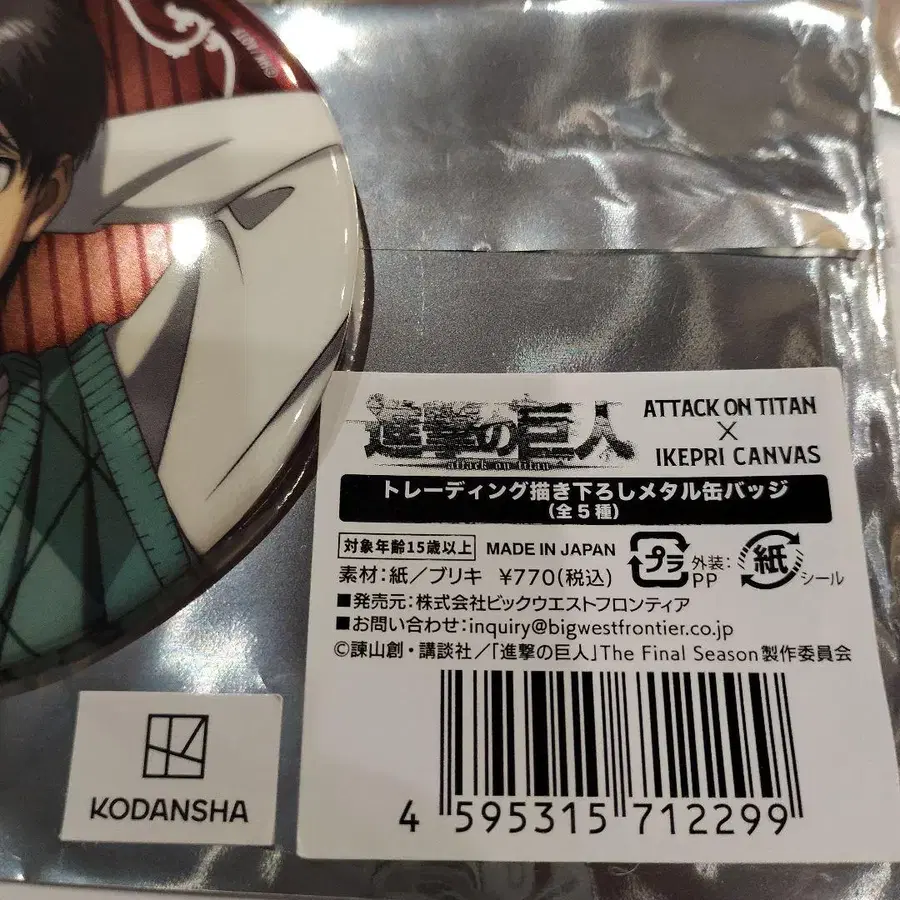 ©HK/AOTF
進撃の巨人
attack on titan
ATTACK ON TITAN
×
IKEPRI CANVAS
トレーディング描き下ろしメタル缶バッジ
(全5種)
対象年齢15歳以上 MADE IN JAPAN
素材:紙／ブリキ ¥770(税込)
プラ 外装:
PP
紙 シール
■発売元:株式会社ビックウエストフロンティア
■お問い合わせ:inquiry@bigwestfrontier.co.jp
©諫山創・講談社／「進撃の巨人」The Final Season製作委員会
4 595315 712299
KODANSHA